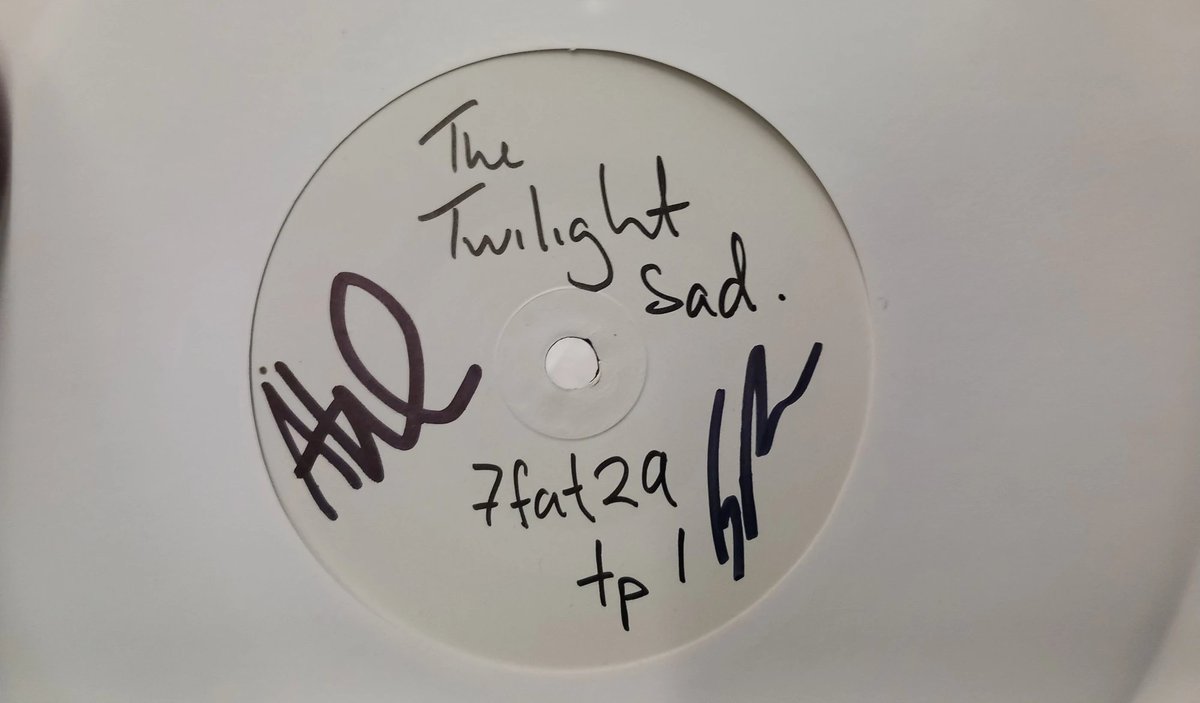 The
Twilight
Sad.
7fat29
tp 1